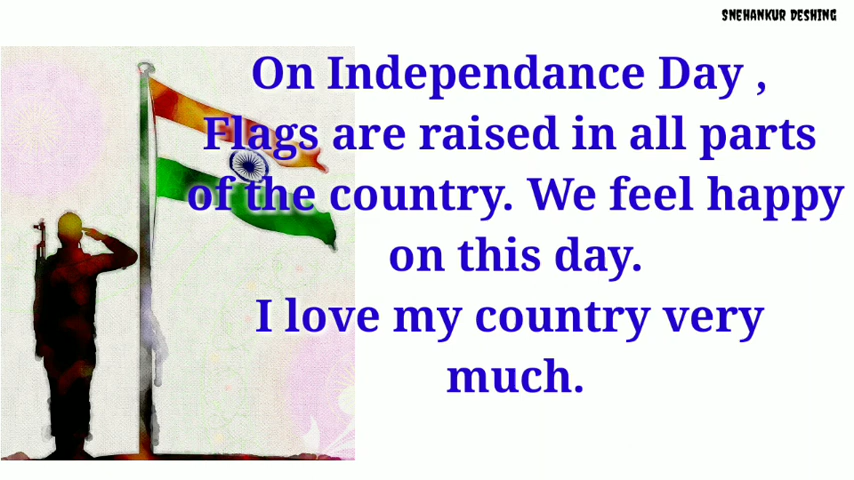 SNEHANKUR DESHING
On Independance Day ,
Flags are raised in all parts
of the country. We feel happy
on this day.
I love my country very
much.